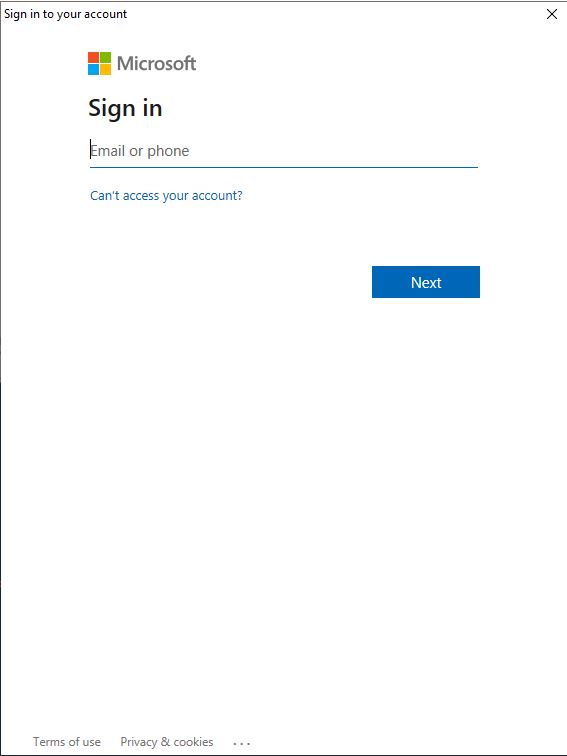 Sign in to your account
Microsoft
Sign in
Email or phone
Can't access your account?
Next
Terms of use Privacy & cookies ...